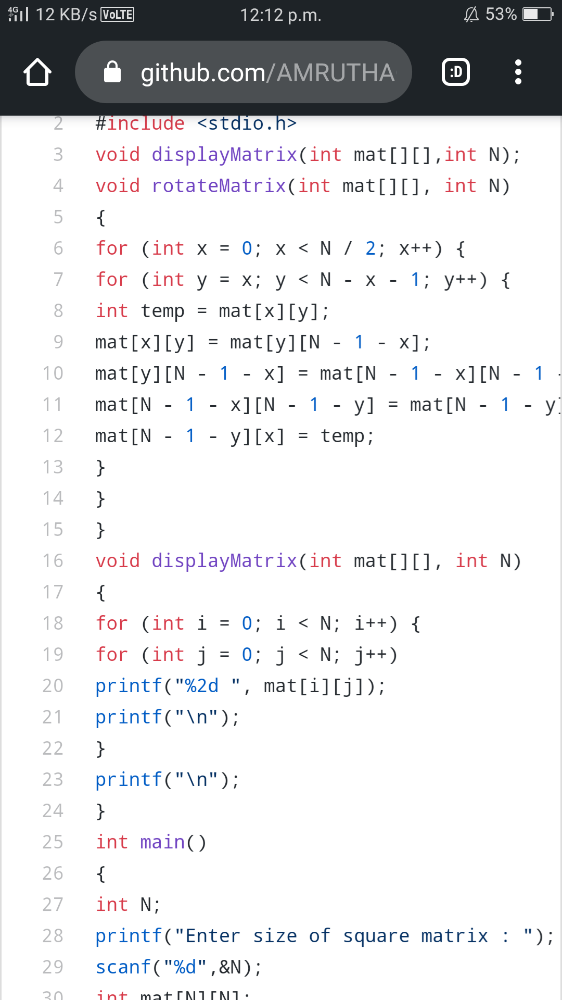 4G 12 KB/s VoLTE 12:12 p.m. 53%
github.com/AMRUTHA :D
2 #include <stdio.h>
3 void displayMatrix(int mat[][],int N);
4 void rotateMatrix(int mat[][], int N)
5 {
6 for (int x = 0; x < N / 2; x++) {
7 for (int y = x; y < N - x - 1; y++) {
8 int temp = mat[x][y];
9 mat[x][y] = mat[y][N - 1 - x];
10 mat[y][N - 1 - x] = mat[N - 1 - x][N - 1 -
11 mat[N - 1 - x][N - 1 - y] = mat[N - 1 - y]
12 mat[N - 1 - y][x] = temp;
13 }
14 }
15 }
16 void displayMatrix(int mat[][], int N)
17 {
18 for (int i = 0; i < N; i++) {
19 for (int j = 0; j < N; j++)
20 printf("%2d ", mat[i][j]);
21 printf("\n");
22 }
23 printf("\n");
24 }
25 int main()
26 {
27 int N;
28 printf("Enter size of square matrix : ");
29 scanf("%d",&N);
30 int mat[N][N];